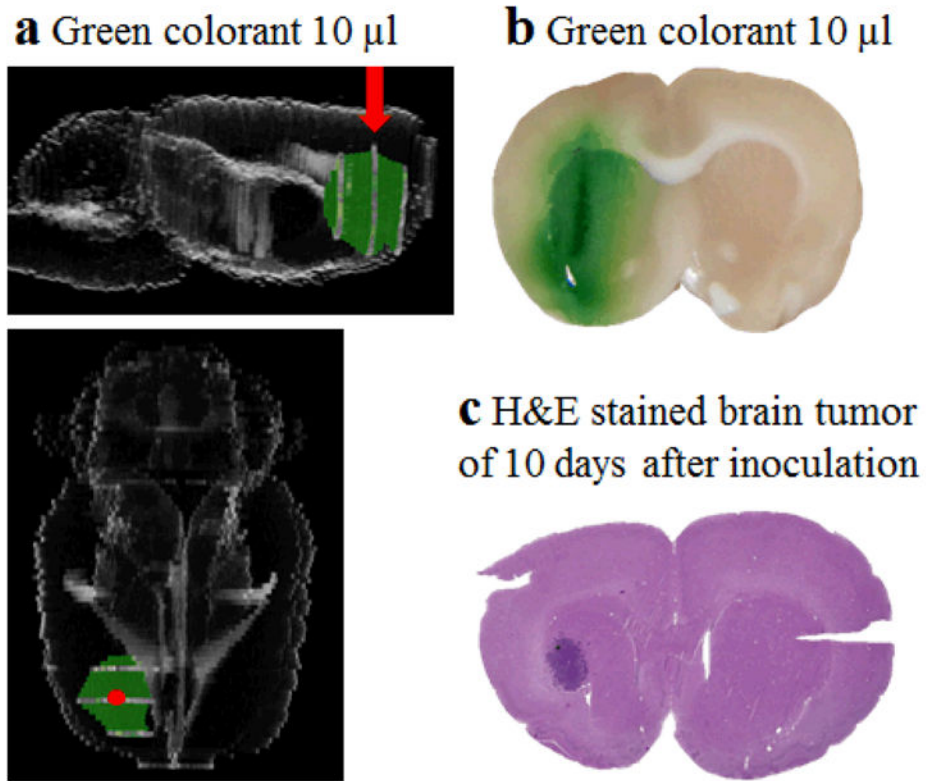 a Green colorant 10 µl
b Green colorant 10 µl
c H&E stained brain tumor
of 10 days after inoculation